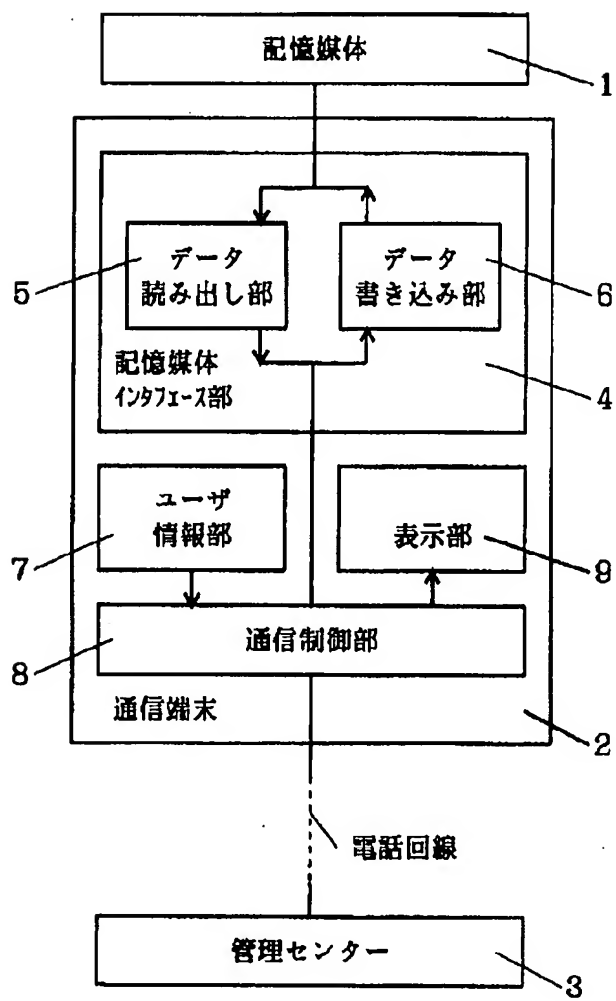 記憶媒体
1
データ
読み出し部
5
データ
書き込み部
6
記憶媒体
インタフェース部
4
ユーザ
情報部
7
表示部
9
通信制御部
8
通信端末
2
電話回線
管理センター
3